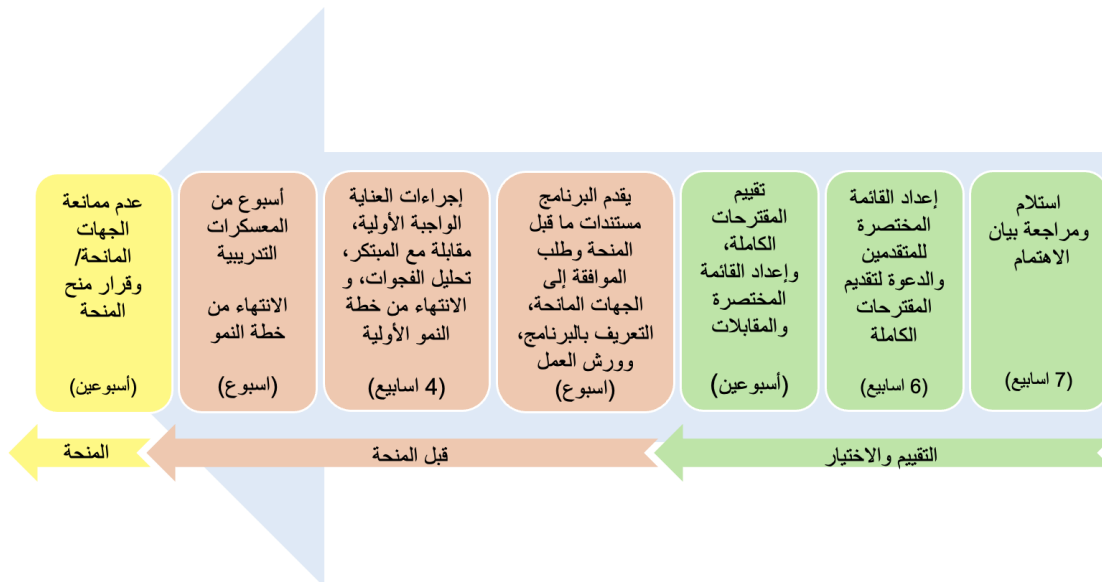 استلام
ومراجعة بيان
الاهتمام
(7 اسابيع)
إعداد القائمة
المختصرة
للمتقدمين
والدعوة لتقديم
المقترحات
الكاملة
(6 اسابيع)
تقييم
المقترحات
الكاملة،
وإعداد القائمة
المختصرة
والمقابلات
(أسبوعين)
يقدم البرنامج
مستندات ما قبل
المنحة وطلب
الموافقة إلى
الجهات المانحة،
التعريف بالبرنامج،
وورش العمل
(اسبوع)
إجراءات العناية
الواجبة الأولية،
مقابلة مع المبتكر،
تحليل الفجوات، و
الانتهاء من خطة
النمو الأولية
(4 اسابيع)
أسبوع من
المعسكرات
التدريبية
الانتهاء من
خطة النمو
(اسبوع)
عدم ممانعة
الجهات
المانحة/
وقرار منح
المنحة
(أسبوعين)
التقييم والاختيار
قبل المنحة
المنحة